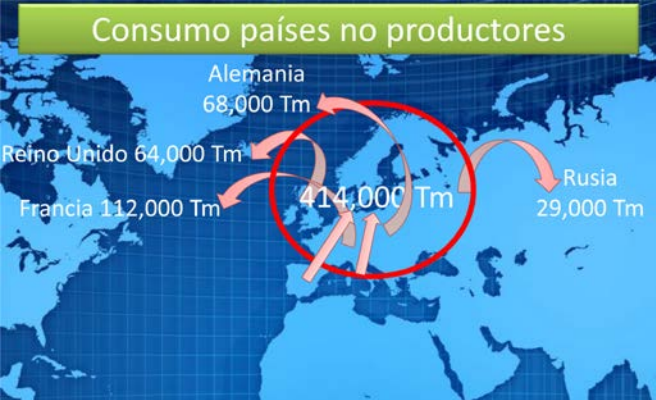 Consumo países no productores
Alemania
68,000 Tm
Reino Unido 64,000 Tm
Francia 112,000 Tm
414,000 Tm
Rusia
29,000 Tm